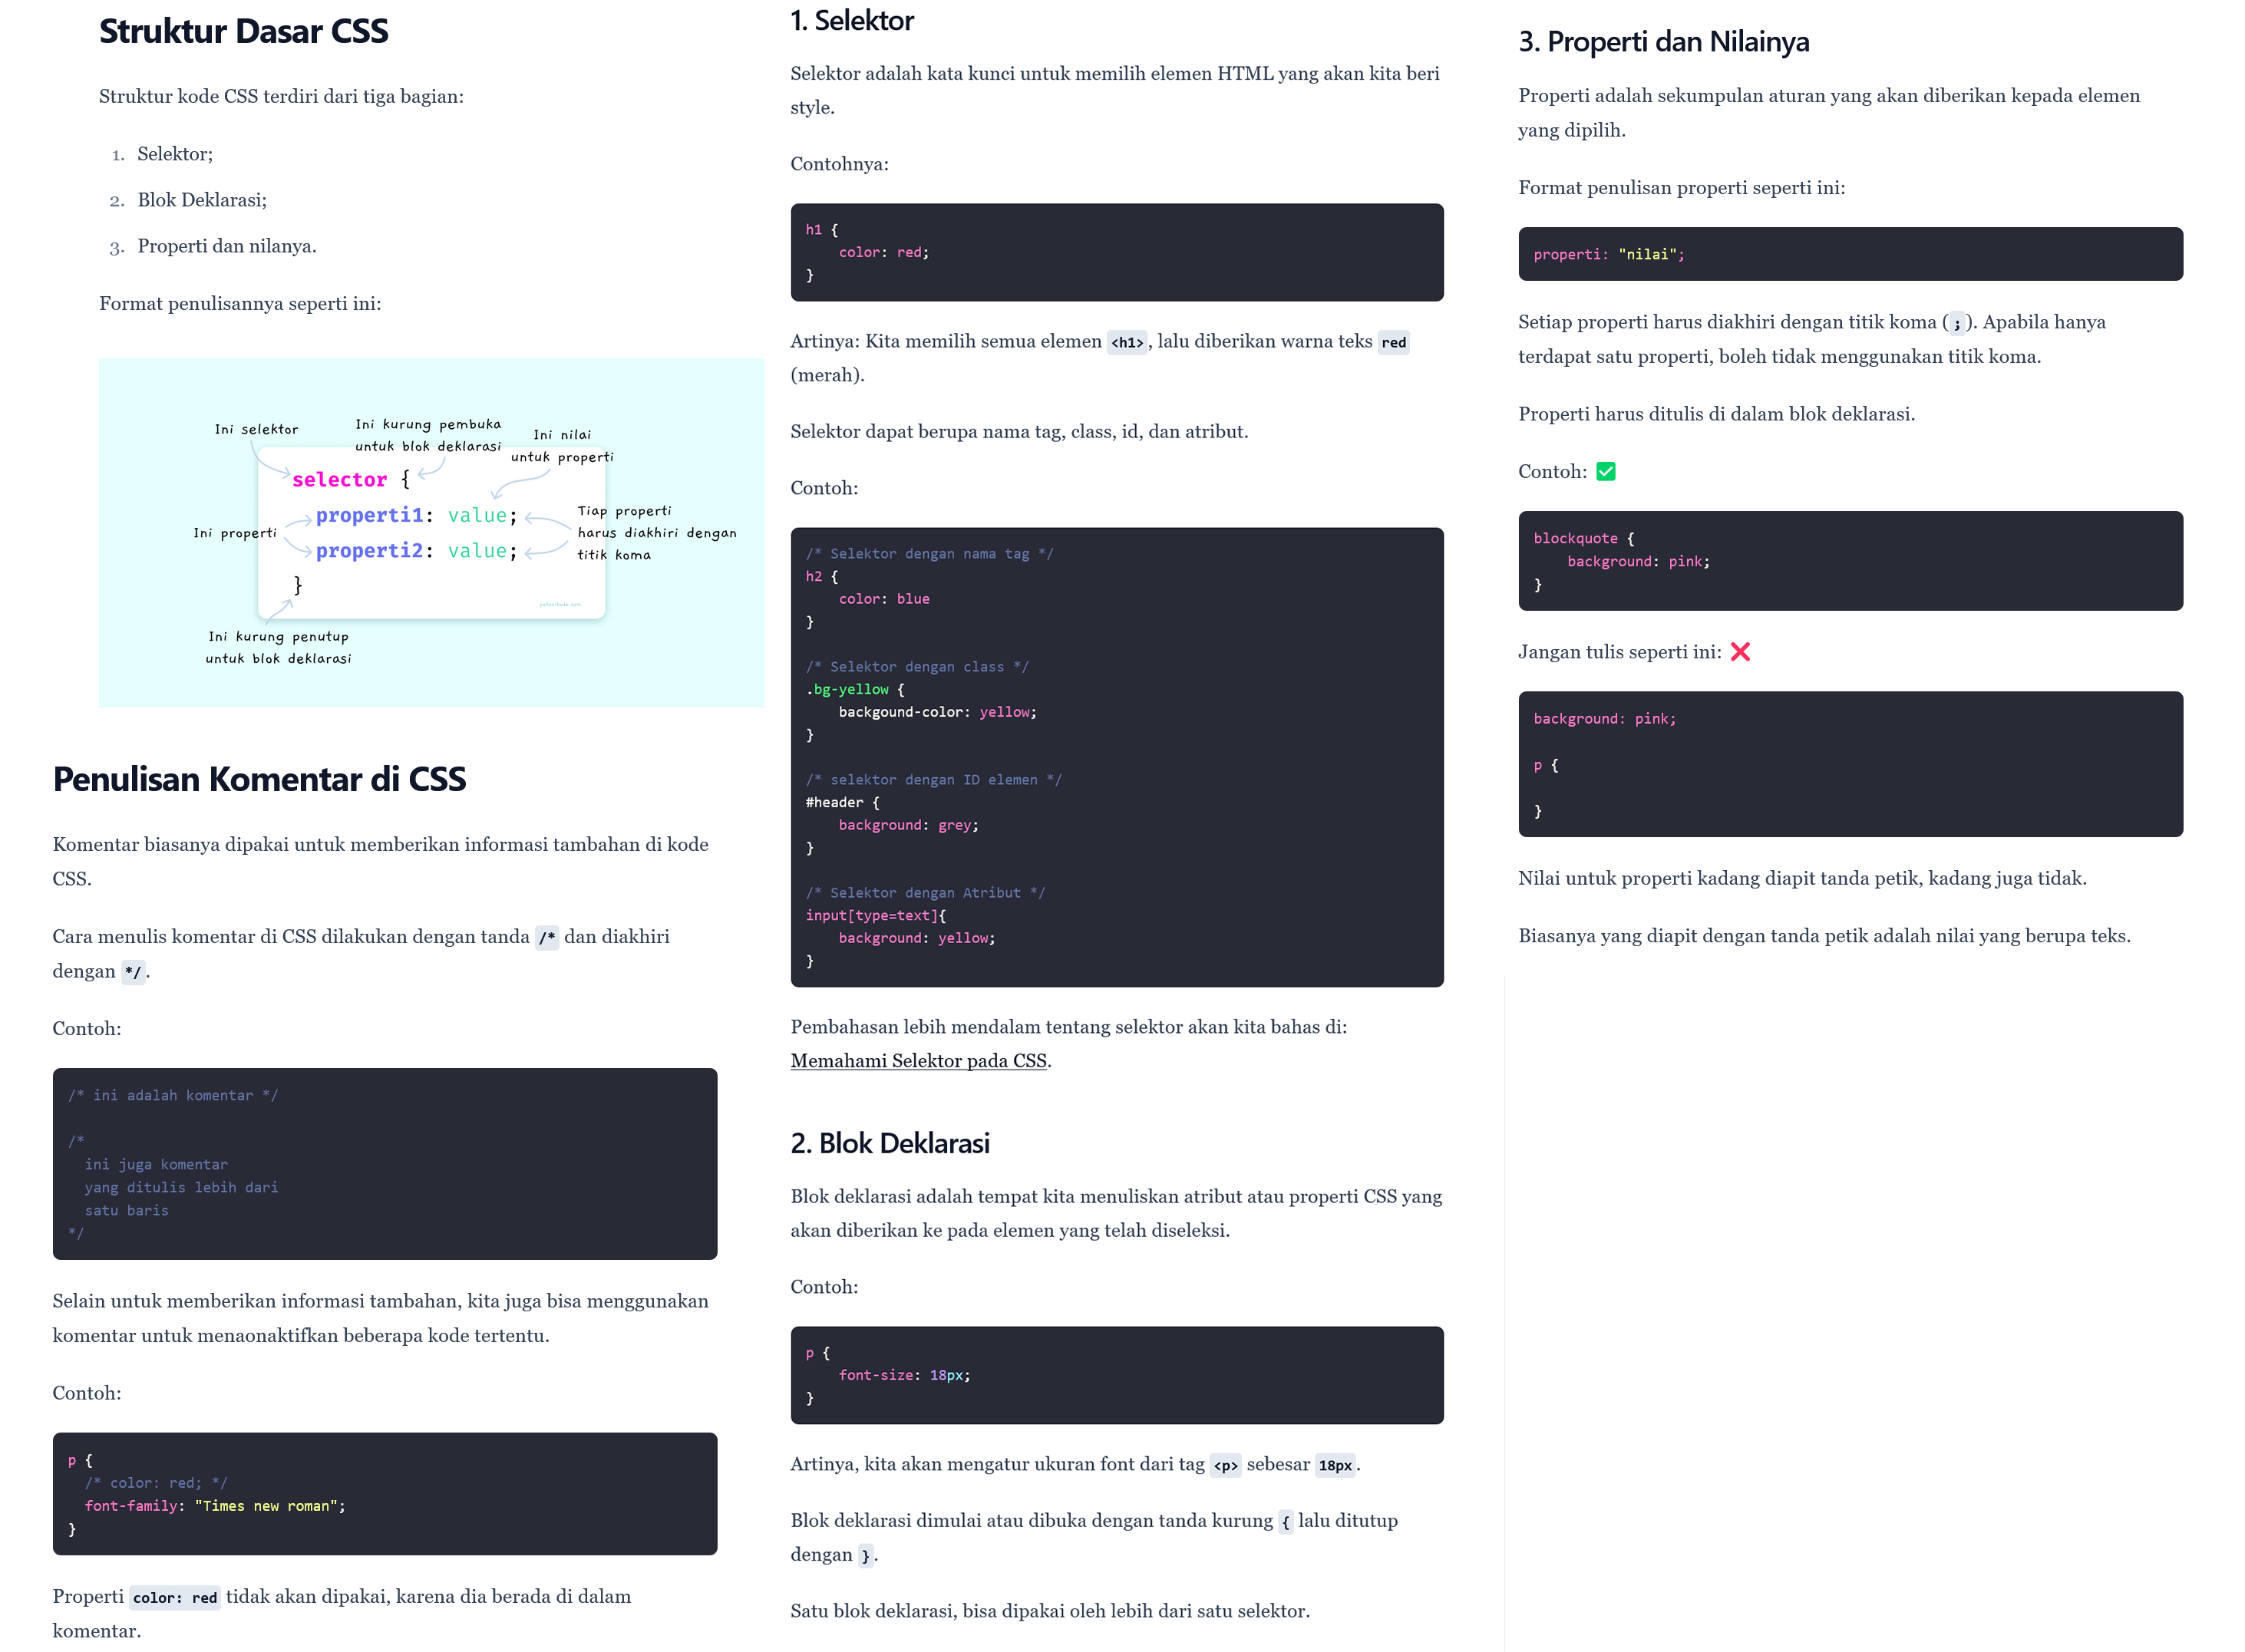 Struktur Dasar CSS
Struktur kode CSS terdiri dari tiga bagian:
1. Selektor;
2. Blok Deklarasi;
3. Properti dan nilanya.
Format penulisannya seperti ini:
Ini selektor
Ini kurung pembuka
untuk blok deklarasi
Ini nilai
untuk properti
selector {
properti1: value;
properti2: value;
}
Ini properti
Tiap properti
harus diakhiri dengan
titik koma
petanikode.com
Ini kurung penutup
untuk blok deklarasi
Penulisan Komentar di CSS
Komentar biasanya dipakai untuk memberikan informasi tambahan di kode
CSS.
Cara menulis komentar di CSS dilakukan dengan tanda /* dan diakhiri
dengan */.
Contoh:
/* ini adalah komentar */
/*
ini juga komentar
yang ditulis lebih dari
satu baris
*/
Selain untuk memberikan informasi tambahan, kita juga bisa menggunakan
komentar untuk menaonaktifkan beberapa kode tertentu.
Contoh:
p {
/* color: red; */
font-family: "Times new roman";
}
Properti color: red tidak akan dipakai, karena dia berada di dalam
komentar.
1. Selektor
Selektor adalah kata kunci untuk memilih elemen HTML yang akan kita beri
style.
Contohnya:
h1 {
color: red;
}
Artinya: Kita memilih semua elemen <h1>, lalu diberikan warna teks red
(merah).
Selektor dapat berupa nama tag, class, id, dan atribut.
Contoh:
/* Selektor dengan nama tag */
h2 {
color: blue
}
/* Selektor dengan class */
.bg-yellow {
backgound-color: yellow;
}
/* selektor dengan ID elemen */
#header {
background: grey;
}
/* Selektor dengan Atribut */
input[type=text]{
background: yellow;
}
Pembahasan lebih mendalam tentang selektor akan kita bahas di:
Memahami Selektor pada CSS.
2. Blok Deklarasi
Blok deklarasi adalah tempat kita menuliskan atribut atau properti CSS yang
akan diberikan ke pada elemen yang telah diseleksi.
Contoh:
p {
font-size: 18px;
}
Artinya, kita akan mengatur ukuran font dari tag <p> sebesar 18px.
Blok deklarasi dimulai atau dibuka dengan tanda kurung { lalu ditutup
dengan }.
Satu blok deklarasi, bisa dipakai oleh lebih dari satu selektor.
3. Properti dan Nilainya
Properti adalah sekumpulan aturan yang akan diberikan kepada elemen
yang dipilih.
Format penulisan properti seperti ini:
properti: "nilai";
Setiap properti harus diakhiri dengan titik koma (;). Apabila hanya
terdapat satu properti, boleh tidak menggunakan titik koma.
Properti harus ditulis di dalam blok deklarasi.
Contoh: ✅
blockquote {
background: pink;
}
Jangan tulis seperti ini: ❌
background: pink;
p {
}
Nilai untuk properti kadang diapit tanda petik, kadang juga tidak.
Biasanya yang diapit dengan tanda petik adalah nilai yang berupa teks.